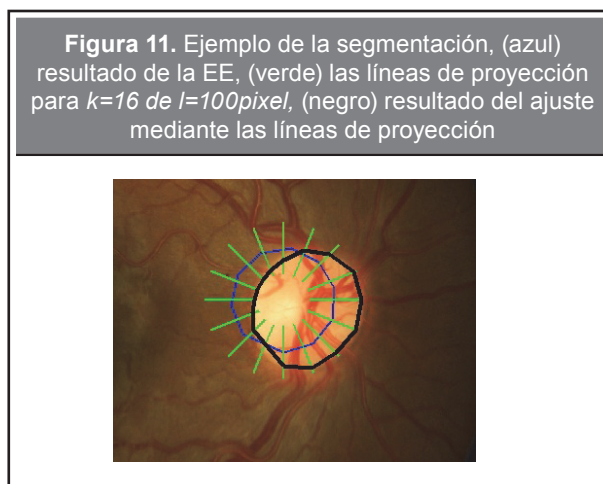 Figura 11. Ejemplo de la segmentación, (azul)
resultado de la EE, (verde) las líneas de proyección
para k=16 de l=100pixel, (negro) resultado del ajuste
mediante las líneas de proyección